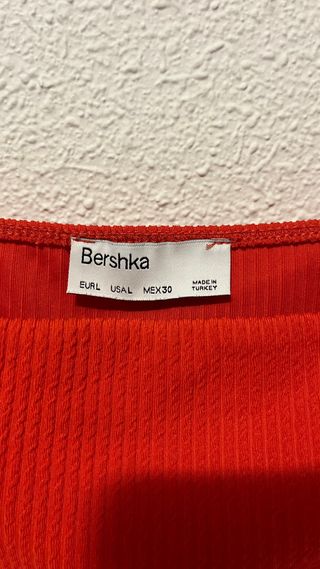 Bershka
EUR L USA L MEX 30 MADE IN
TURKEY